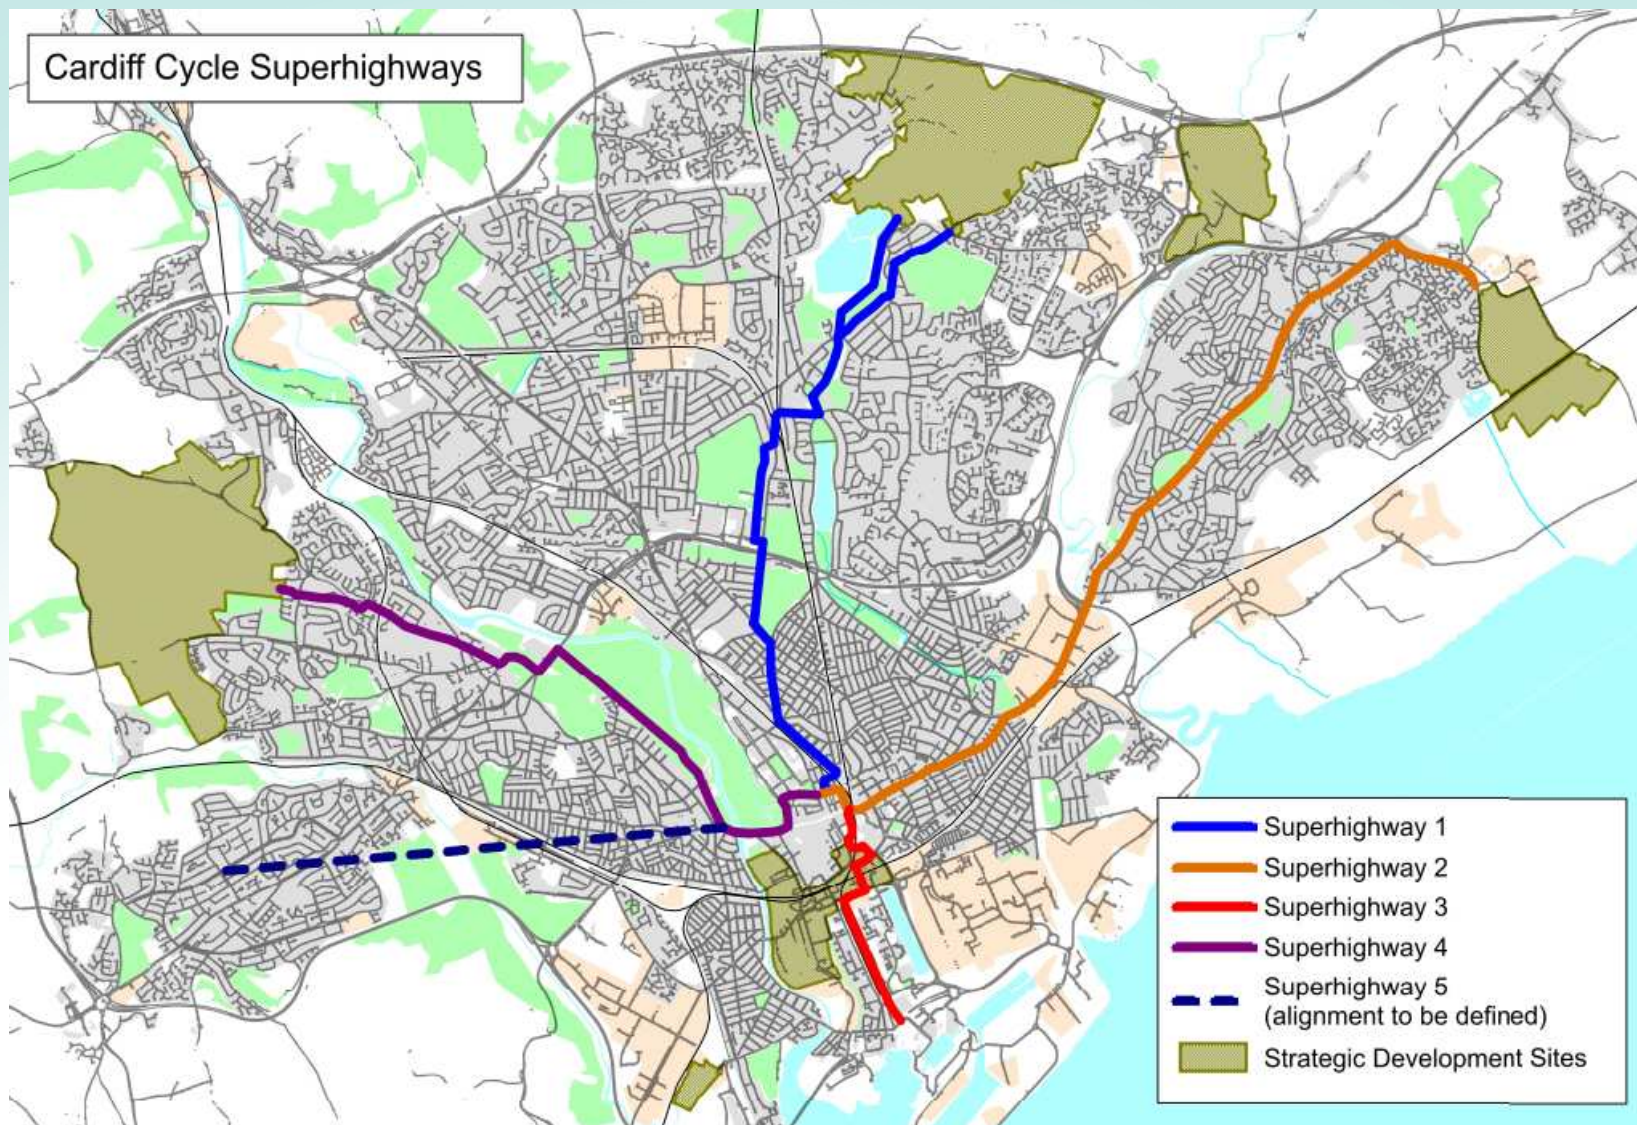 Cardiff Cycle Superhighways
Superhighway 1
Superhighway 2
Superhighway 3
Superhighway 4
Superhighway 5
(alignment to be defined)
Strategic Development Sites